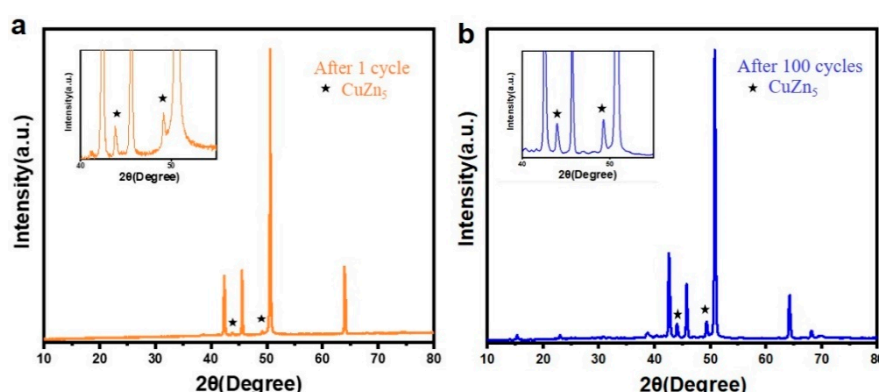 a
Intensity(a.u.)
After 1 cycle
★ CuZn₅
Intensity(a.u.)
40 50
2θ(Degree)
10 20 30 40 50 60 70 80
2θ(Degree)
b
Intensity(a.u.)
After 100 cycles
★ CuZn₅
Intensity(a.u.)
40 50
2θ(Degree)
10 20 30 40 50 60 70 80
2θ(Degree)